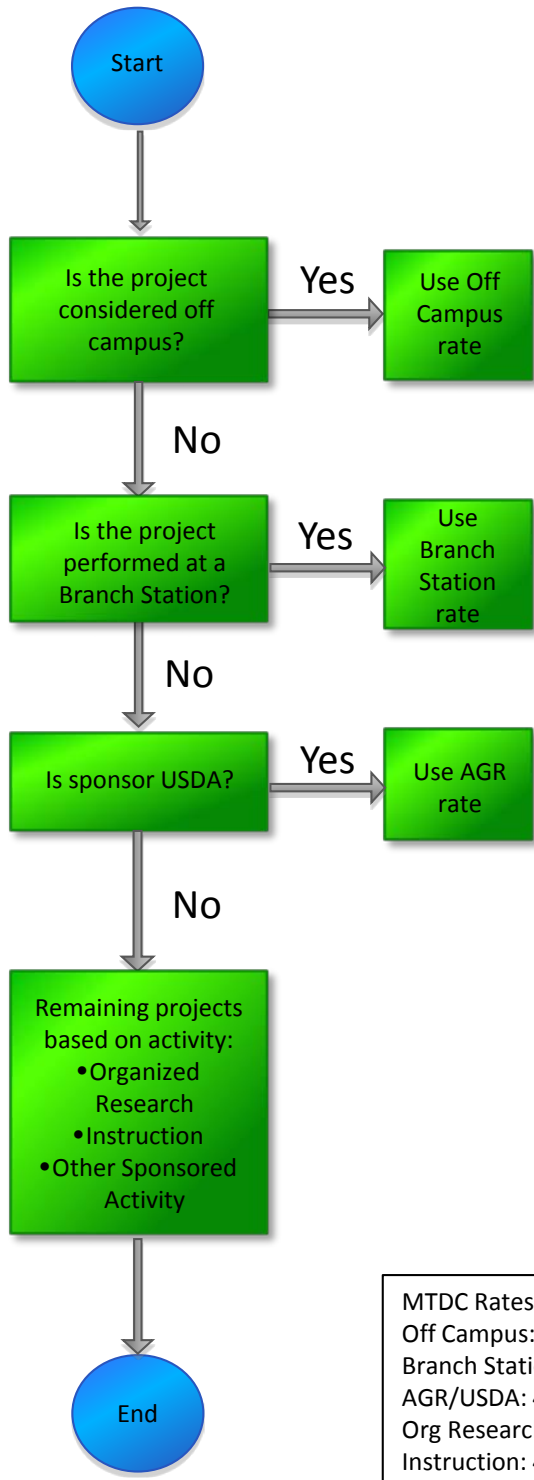 Start
Is the project
considered off
campus?
Yes
Use Off
Campus
rate
No
Is the project
performed at a
Branch Station?
Yes
Use
Branch
Station
rate
No
Is sponsor USDA?
Yes
Use AGR
rate
No
Remaining projects
based on activity:
•Organized
Research
•Instruction
•Other Sponsored
Activity
End
MTDC Rates
Off Campus:
Branch
AGR/USDA:
Org
Instruction: